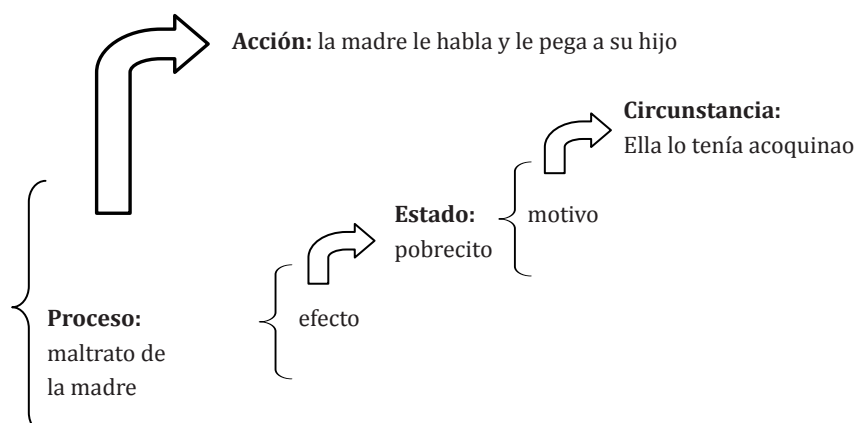 Acción: la madre le habla y le pega a su hijo
Circunstancia:
Ella lo tenía acoquinao
Estado:
pobrecito
motivo
Proceso:
maltrato de
la madre
efecto